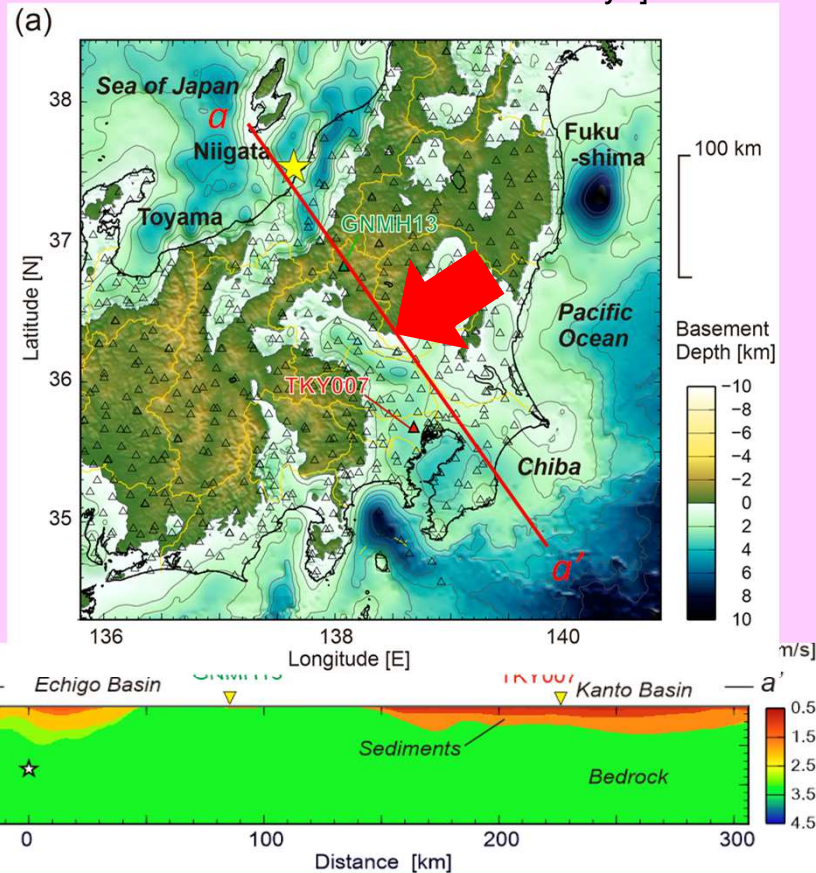 (a)
Sea of Japan
38
a
Fuku
-shima
Niigata
100 km
Toyama
GNMH13
37
Latitude [N]
Pacific
Ocean
Basement
Depth [km]
36
TKY007
−10
−8
−6
−4
−2
0
2
4
6
8
10
Chiba
35
a'
136
138
140
Longitude [E]
m/s]
Echigo Basin
GNMH13
TKY007
Kanto Basin
a'
0.5
1.5
2.5
3.5
4.5
Sediments
Bedrock
0
100
200
300
Distance [km]